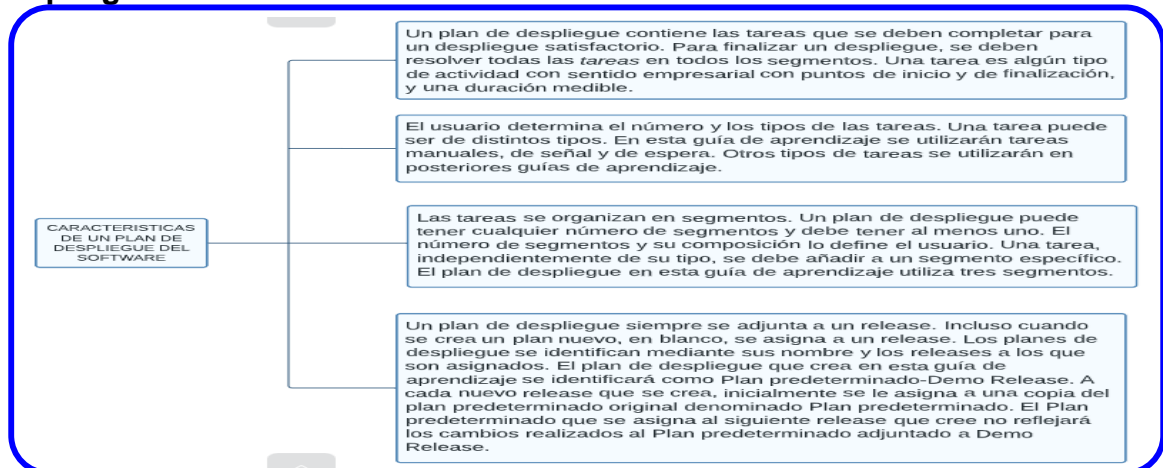 CARACTERISTICAS
DE UN PLAN DE
DESPLIEGUE DEL
SOFTWARE
Un plan de despliegue contiene las tareas que se deben completar para
un despliegue satisfactorio. Para finalizar un despliegue, se deben
resolver todas las tareas en todos los segmentos. Una tarea es algún tipo
de actividad con sentido empresarial con puntos de inicio y de finalización,
y una duración medible.
El usuario determina el número y los tipos de las tareas. Una tarea puede
ser de distintos tipos. En esta guía de aprendizaje se utilizarán tareas
manuales, de señal y de espera. Otros tipos de tareas se utilizarán en
posteriores guías de aprendizaje.
Las tareas se organizan en segmentos. Un plan de despliegue puede
tener cualquier número de segmentos y debe tener al menos uno. El
número de segmentos y su composición lo define el usuario. Una tarea,
independientemente de su tipo, se debe añadir a un segmento específico.
El plan de despliegue en esta guía de aprendizaje utiliza tres segmentos.
Un plan de despliegue siempre se adjunta a un release. Incluso cuando
se crea un plan nuevo, en blanco, se asigna a un release. Los planes de
despliegue se identifican mediante sus nombre y los releases a los que
son asignados. El plan de despliegue que crea en esta guía de
aprendizaje se identificará como Plan predeterminado-Demo Release. A
cada nuevo release que se crea, inicialmente se le asigna a una copia del
plan predeterminado original denominado Plan predeterminado. El Plan
predeterminado que se asigna al siguiente release que cree no reflejará
los cambios realizados al Plan predeterminado adjuntado a Demo
Release.